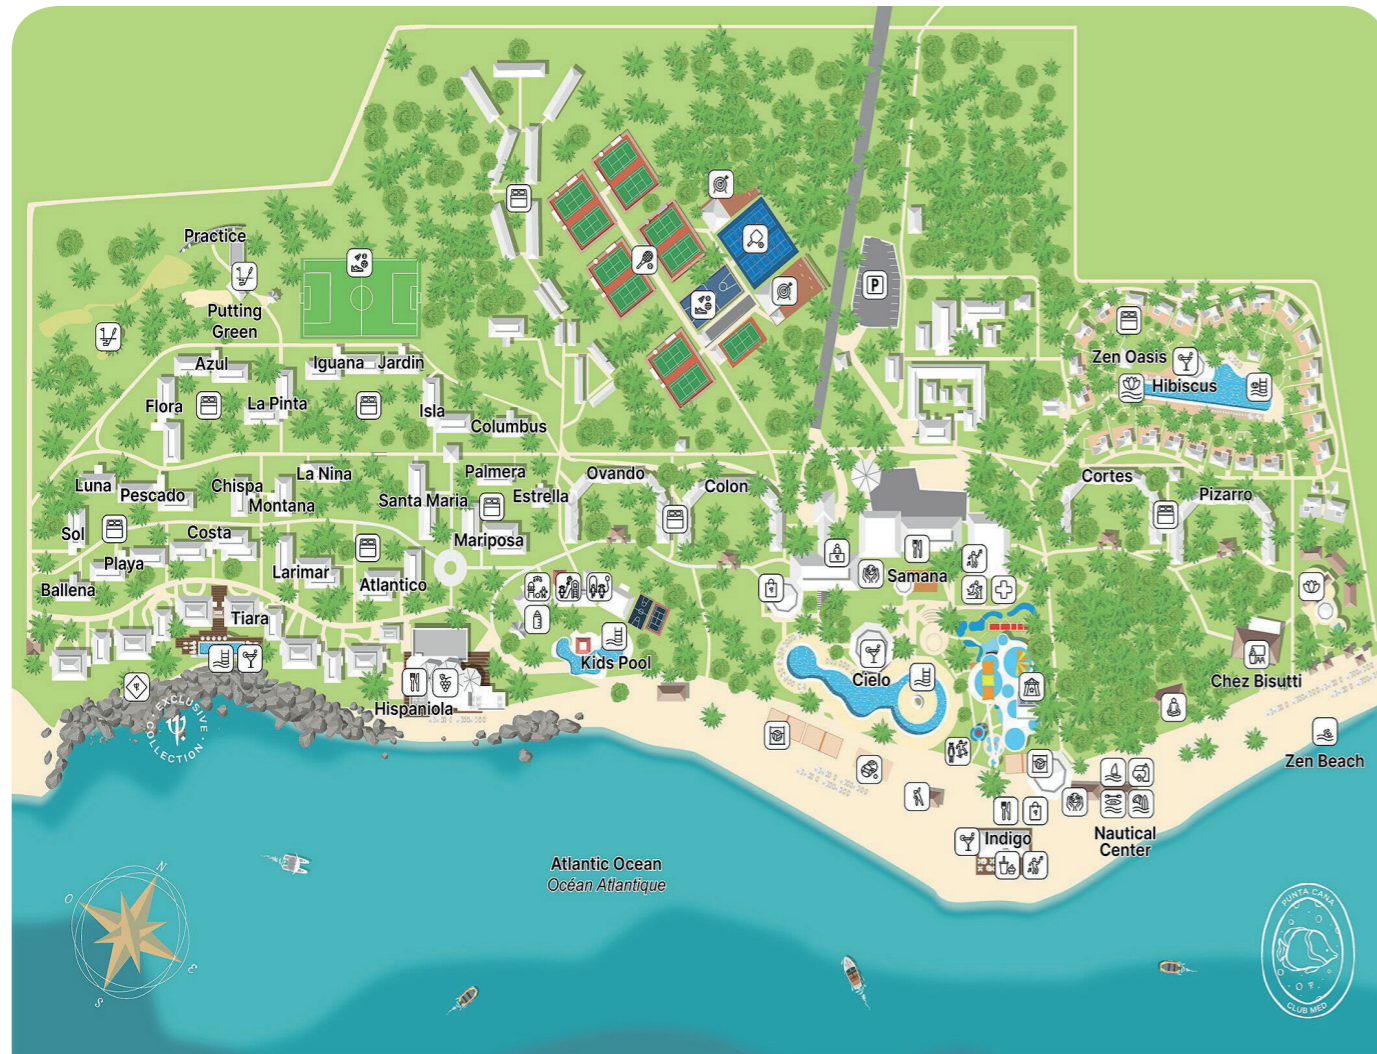 Practice
Putting
Green
P
Azul
Iguana
Jardin
Zen Oasis
Hibiscus
Flora
La Pinta
Isla
Columbus
Luna
Pescado
Chispa
La Nina
Montana
Palmera
Santa Maria
Estrella
Ovando
Colon
Cortes
Pizarro
Sol
Costa
Mariposa
Playa
Larimar
Atlantico
Samana
Ballena
Tiara
Kids Pool
Cielo
Chez Bisutti
Hispaniola
EXCLUSIVE
COLLECTION
Zen Beach
Indigo
Nautical
Center
Atlantic Ocean
Océan Atlantique
N
O
E
S
PUNTA CANA
CLUB MED